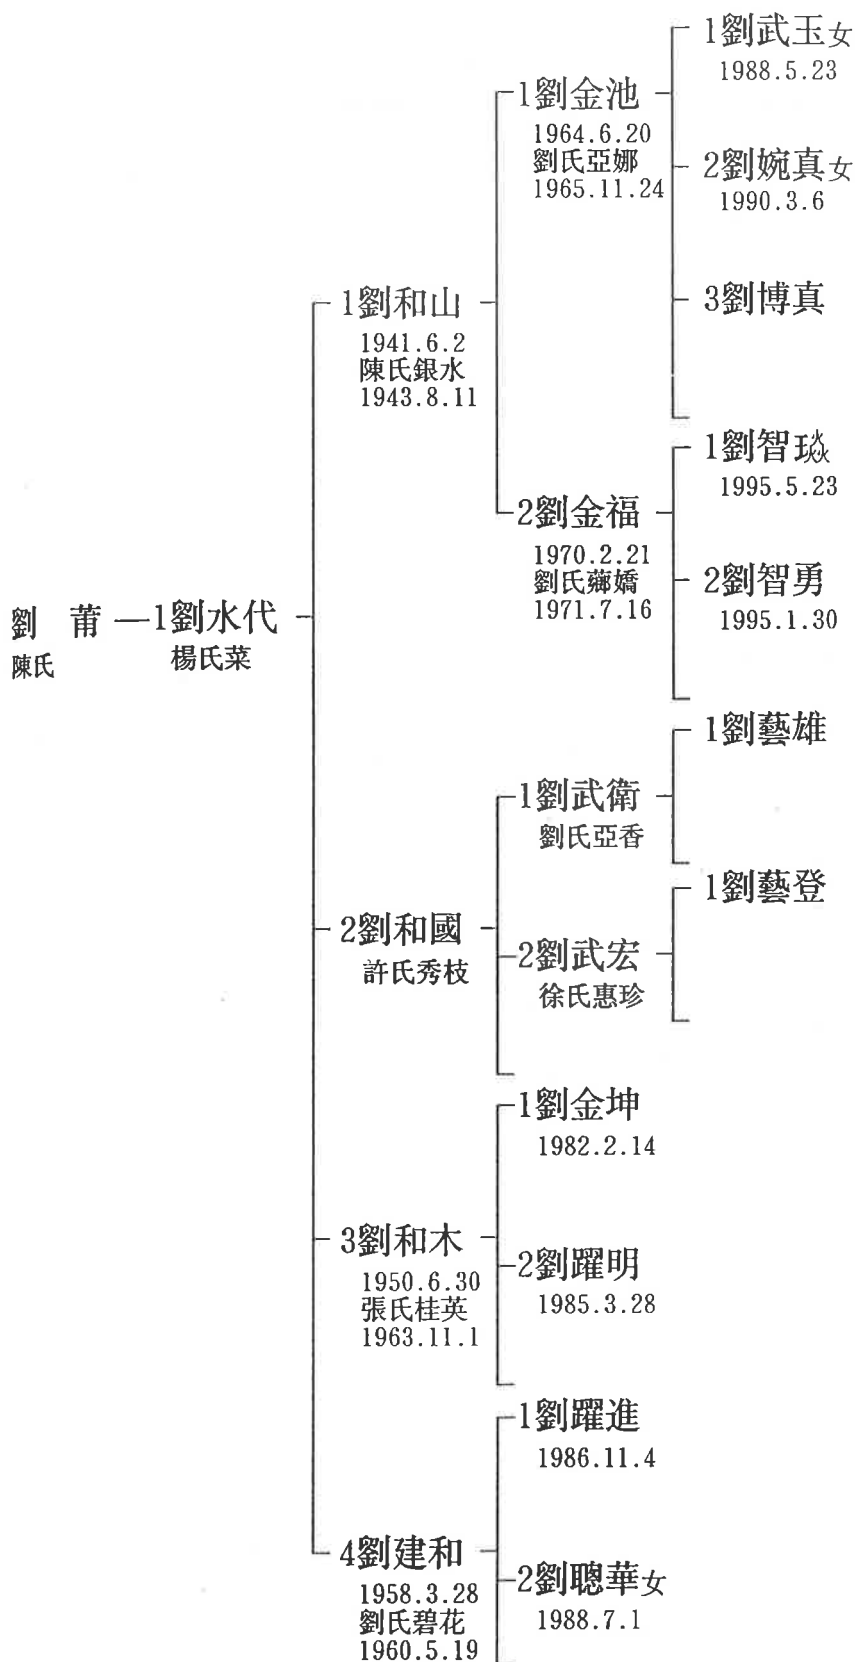 劉 莆
陳氏
1劉水代
楊氏菜
1劉和山
1941.6.2
陳氏銀水
1943.8.11
1劉金池
1964.6.20
劉氏亞娜
1965.11.24
1劉武玉女
1988.5.23
2劉婉真女
1990.3.6
3劉博真
2劉金福
1970.2.21
劉氏薌嬌
1971.7.16
1劉智
1995.5.23
2劉智勇
1995.1.30
2劉和國
許氏秀枝
1劉武衛
劉氏亞香
1劉藝雄
2劉武宏
徐氏惠珍
1劉藝登
3劉和木
1950.6.30
張氏桂英
1963.11.1
1劉金坤
1982.2.14
2劉躍明
1985.3.28
4劉建和
1958.3.28
劉氏碧花
1960.5.19
1劉躍進
1986.11.4
2劉聰華女
1988.7.1